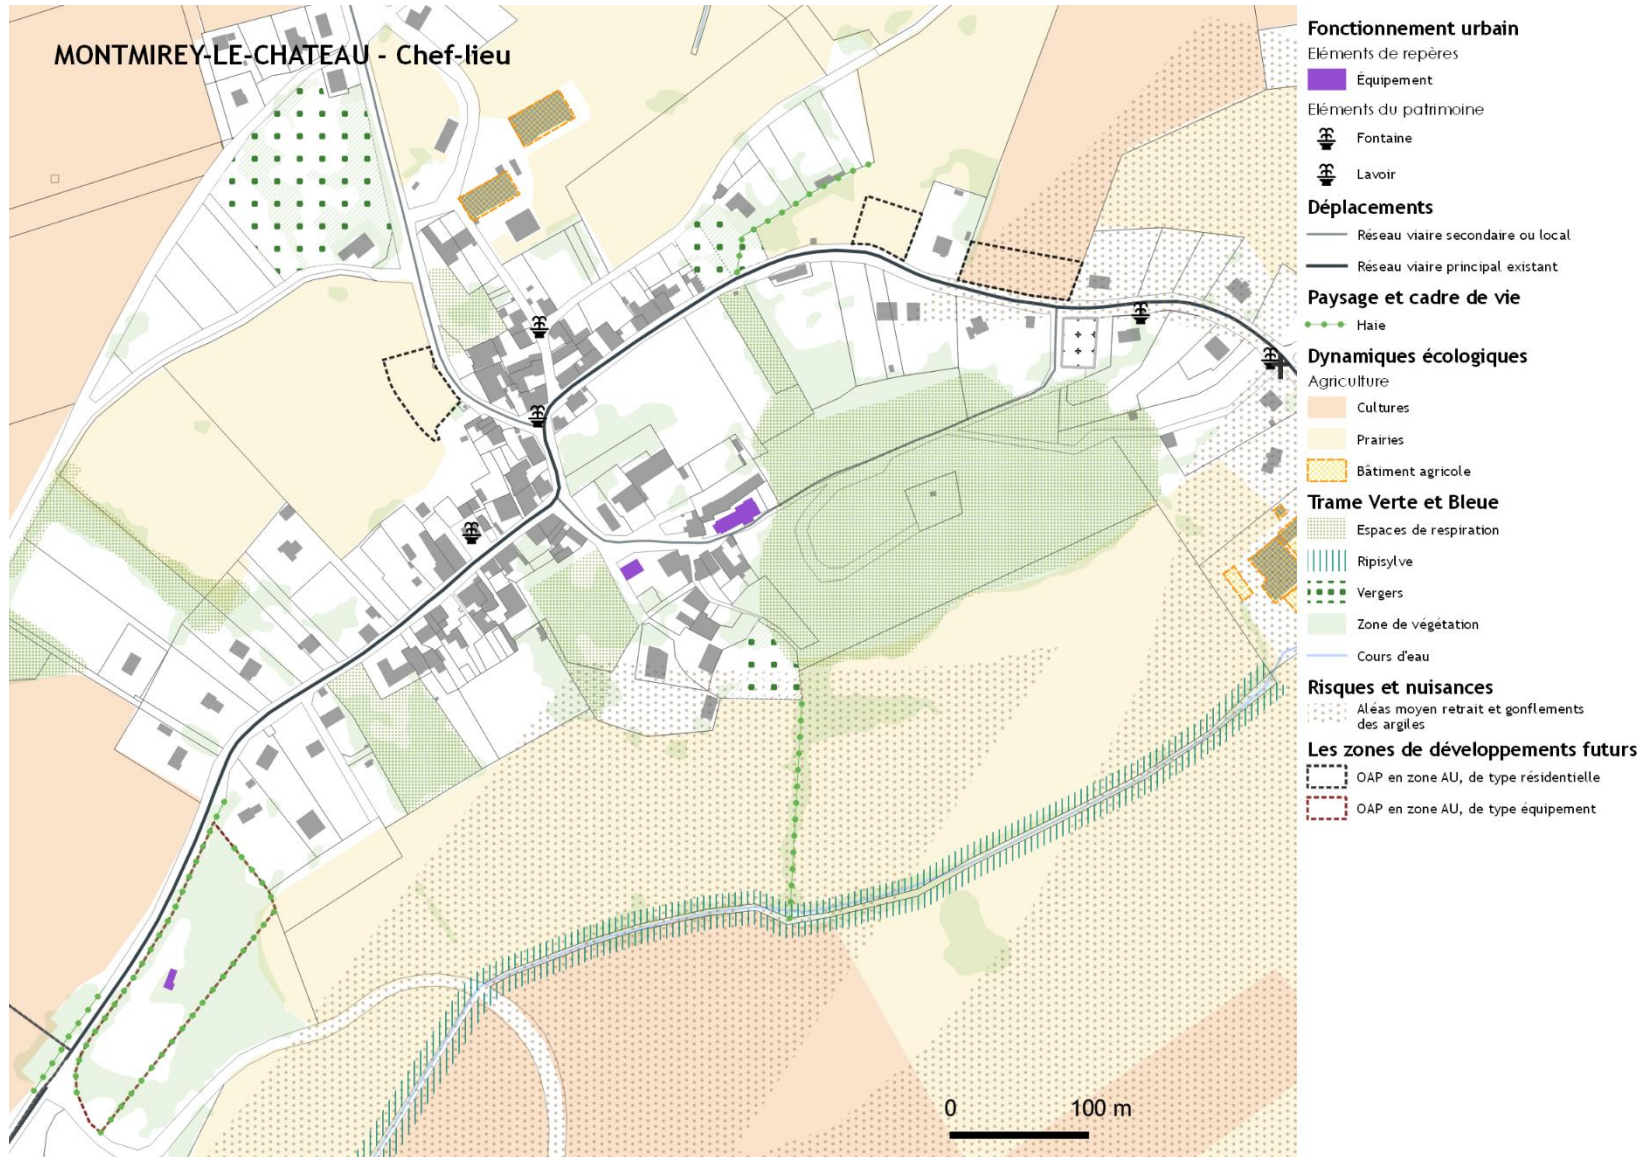 MONTMIREY-LE-CHATEAU - Chef-lieu
0 100 m
Fonctionnement urbain
Eléments de repères
Équipement
Eléments du patrimoine
Fontaine
Lavoir
Déplacements
Réseau viaire secondaire ou local
Réseau viaire principal existant
Paysage et cadre de vie
Haie
Dynamiques écologiques
Agriculture
Cultures
Prairies
Bâtiment agricole
Trame Verte et Bleue
Espaces de respiration
Ripisylve
Vergers
Zone de végétation
Cours d'eau
Risques et nuisances
Aléas moyen retrait et gonflements
des argiles
Les zones de développements futurs
OAP en zone AU, de type résidentielle
OAP en zone AU, de type équipement